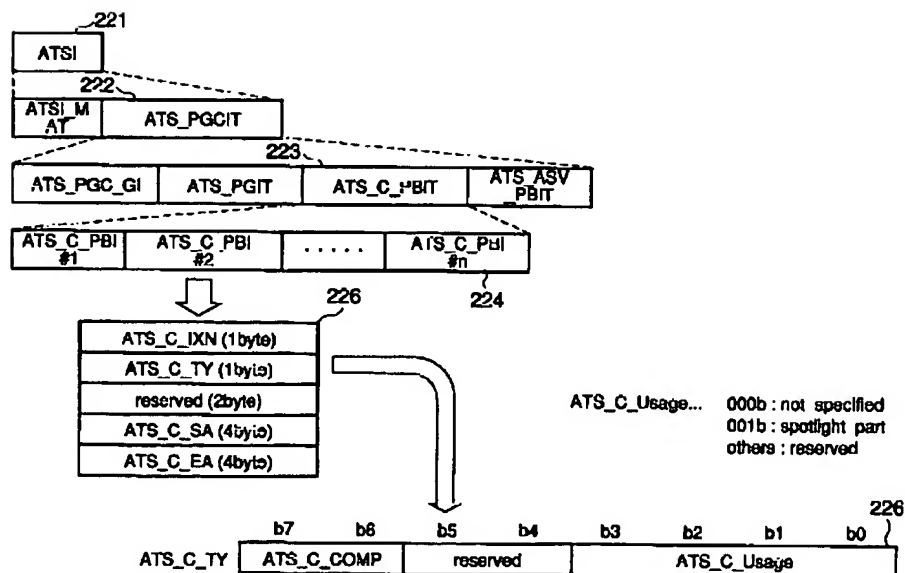 221
ATSI
222
ATSI_M
AT
ATS_PGCIT
223
ATS_PGC_GI
ATS_PGIT
ATS_C_PBIT
ATS_ASV
_PBIT
ATS_C_PBI
#1
ATS_C_PBI
#2
.....
ATS_C_PBI
#n
224
226
ATS_C_IXN (1byte)
ATS_C_TY (1byte)
reserved (2byte)
ATS_C_SA (4byte)
ATS_C_EA (4byte)
ATS_C_Usage... 000b : not specified
001b : spotlight part
others : reserved
226
b7 b6 b5 b4 b3 b2 b1 b0
ATS_C_TY ATS_C_COMP reserved ATS_C_Usage